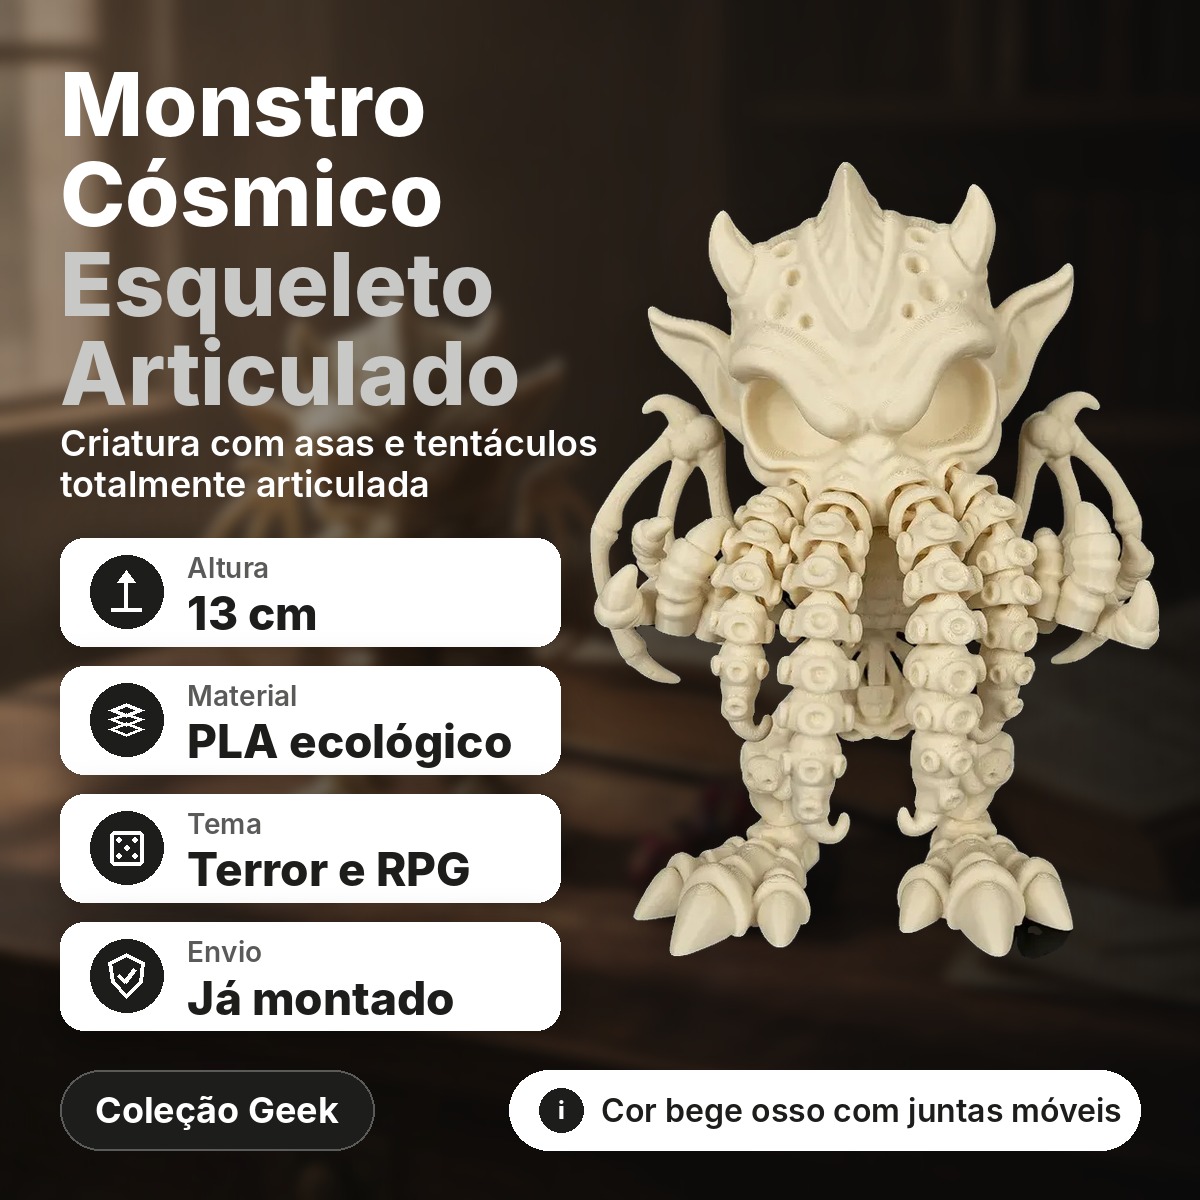 Monstro
Cósmico
Esqueleto
Articulado
Criatura com asas e tentáculos
totalmente articulada
Altura
13 cm
Material
PLA ecológico
Tema
Terror e RPG
Envio
Já montado
Coleção Geek
i Cor bege osso com juntas móveis